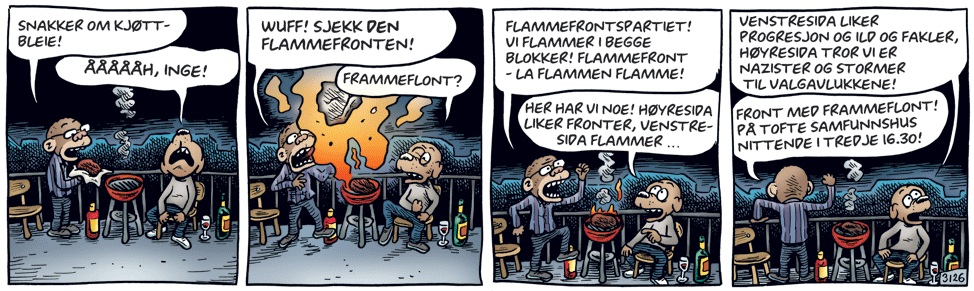 SNAKKER OM KJØTT-
BLEIE!
ÅÅÅÅÅH, INGE!
WUFF! SJEKK DEN
FLAMMEFRONTEN!
FRAMMEFLONT?
FLAMMEFRONTSPARTIET!
VI FLAMMER I BEGGE
BLOKKER! FLAMMEFRONT
- LA FLAMMEN FLAMME!
HER HAR VI NOE! HØYRESIDA
LIKER FRONTER, VENSTRE-
SIDA FLAMMER ...
VENSTRESIDA LIKER
PROGRESJON OG ILD OG FAKLER,
HØYRESIDA TROR VI ER
NAZISTER OG STORMER
TIL VALGAVLUKKENE!
FRONT MED FRAMMEFLONT!
PÅ TOFTE SAMFUNNSHUS
NITTENDE I TREDJE 16.30!
3126